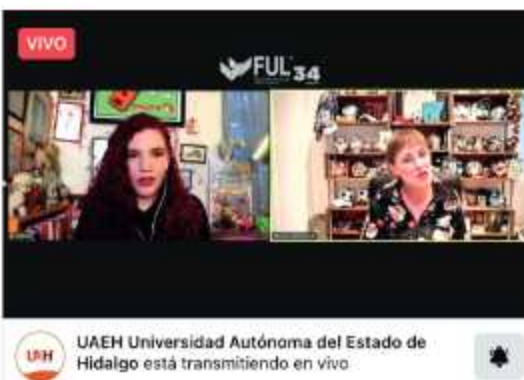 VIVO
FUL 34
UAEH
UAEH Universidad Autónoma del Estado de
Hidalgo está transmitiendo en vivo